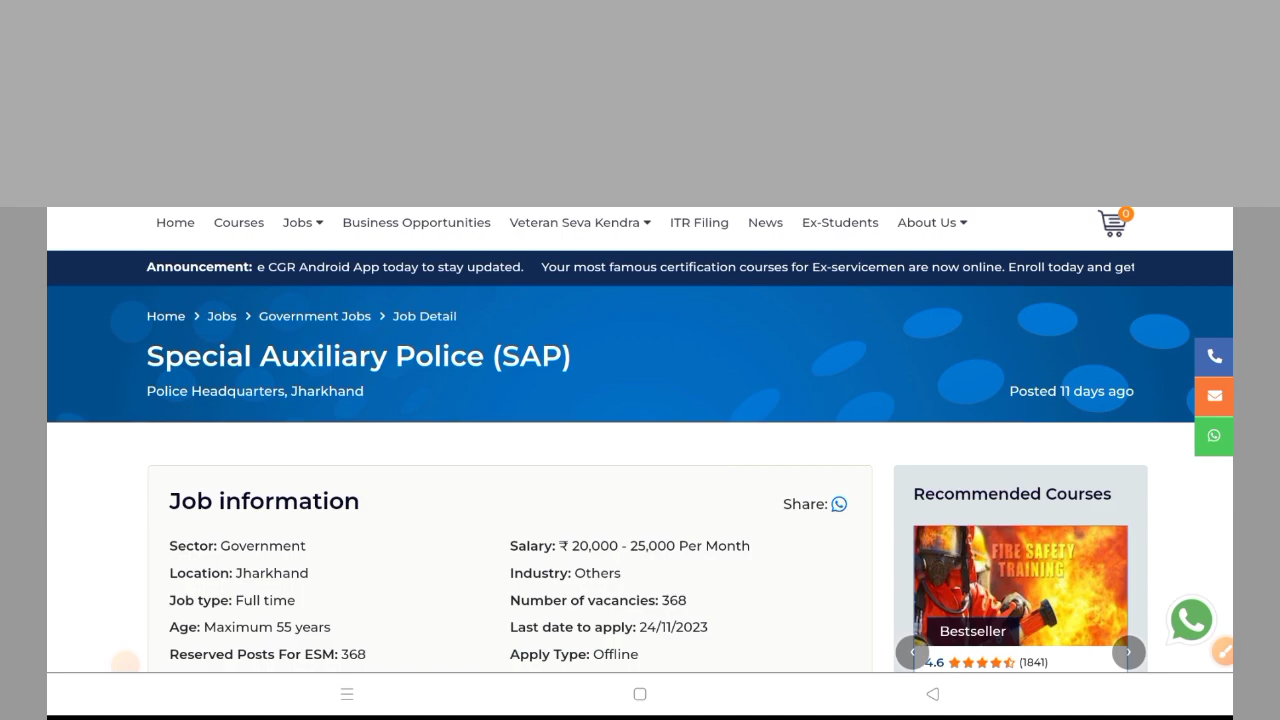 Home Courses Jobs Business Opportunities Veteran Seva Kendra ITR Filing News Ex-Students About Us 0
Announcement: e CGR Android App today to stay updated. Your most famous certification courses for Ex-servicemen are now online. Enroll today and get
Home > Jobs > Government Jobs > Job Detail
Special Auxiliary Police (SAP)
Police Headquarters, Jharkhand Posted 11 days ago
Job information
Share:
Sector: Government
Salary: ₹ 20,000 - 25,000 Per Month
Location: Jharkhand
Industry: Others
Job type: Full time
Number of vacancies: 368
Age: Maximum 55 years
Last date to apply: 24/11/2023
Reserved Posts For ESM: 368
Apply Type: Offline
Recommended Courses
FIRE SAFETY
TRAINING
Bestseller
4.6 (1841)